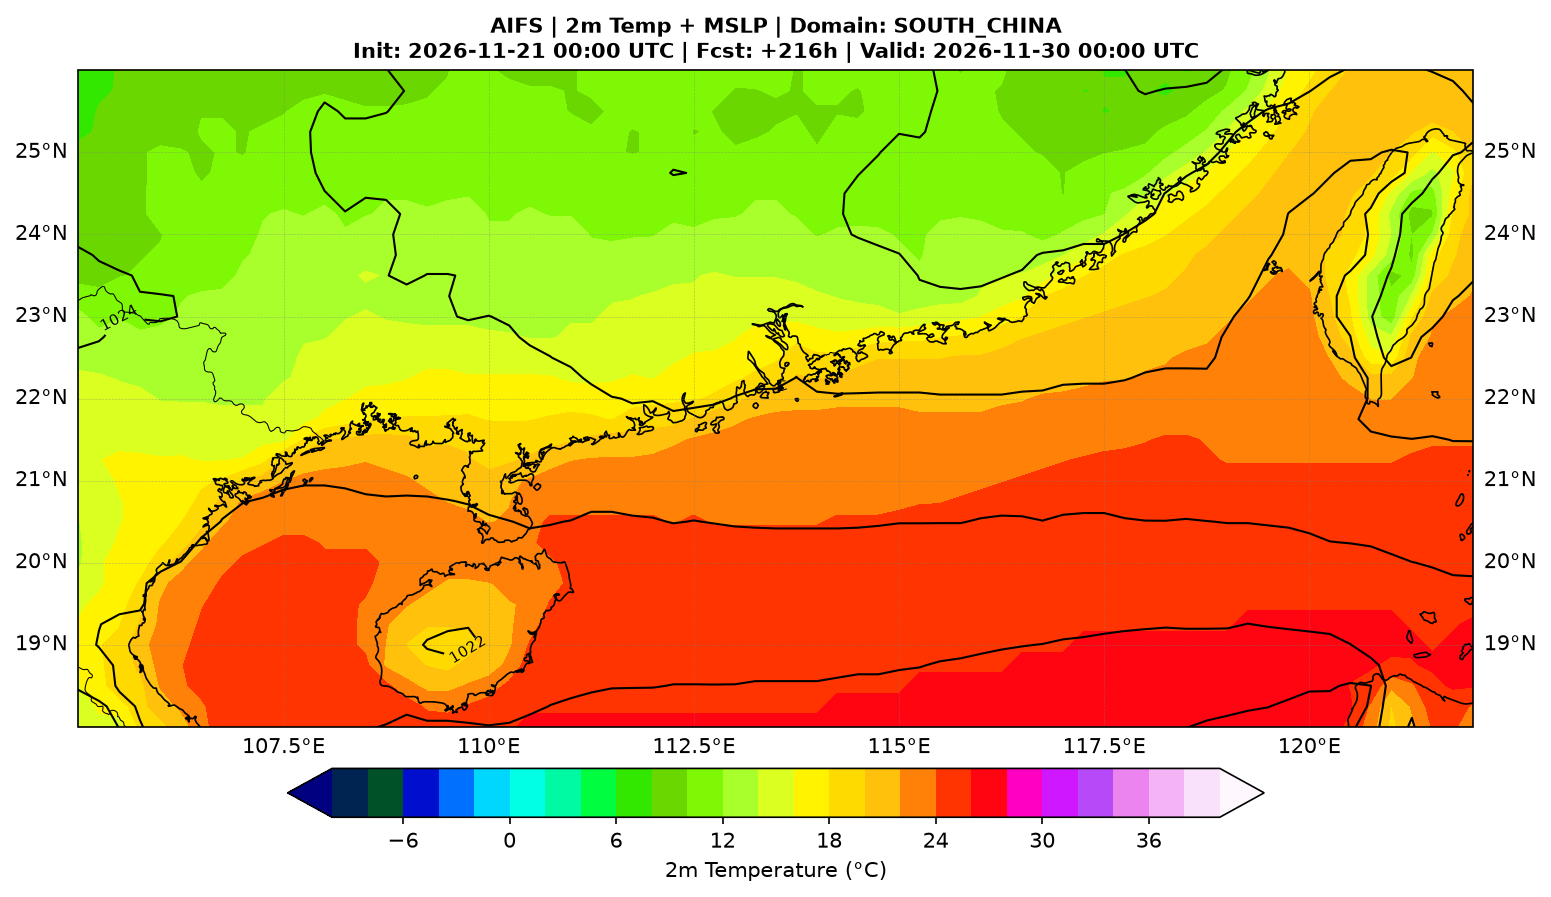 AIFS | 2m Temp + MSLP | Domain: SOUTH_CHINA
Init: 2026-11-21 00:00 UTC | Fcst: +216h | Valid: 2026-11-30 00:00 UTC
25°N 25°N
24°N 24°N
1024
23°N 23°N
22°N 22°N
21°N 21°N
20°N 20°N
19°N 19°N
1022
107.5°E 110°E 112.5°E 115°E 117.5°E 120°E
−6 0 6 12 18 24 30 36
2m Temperature (°C)